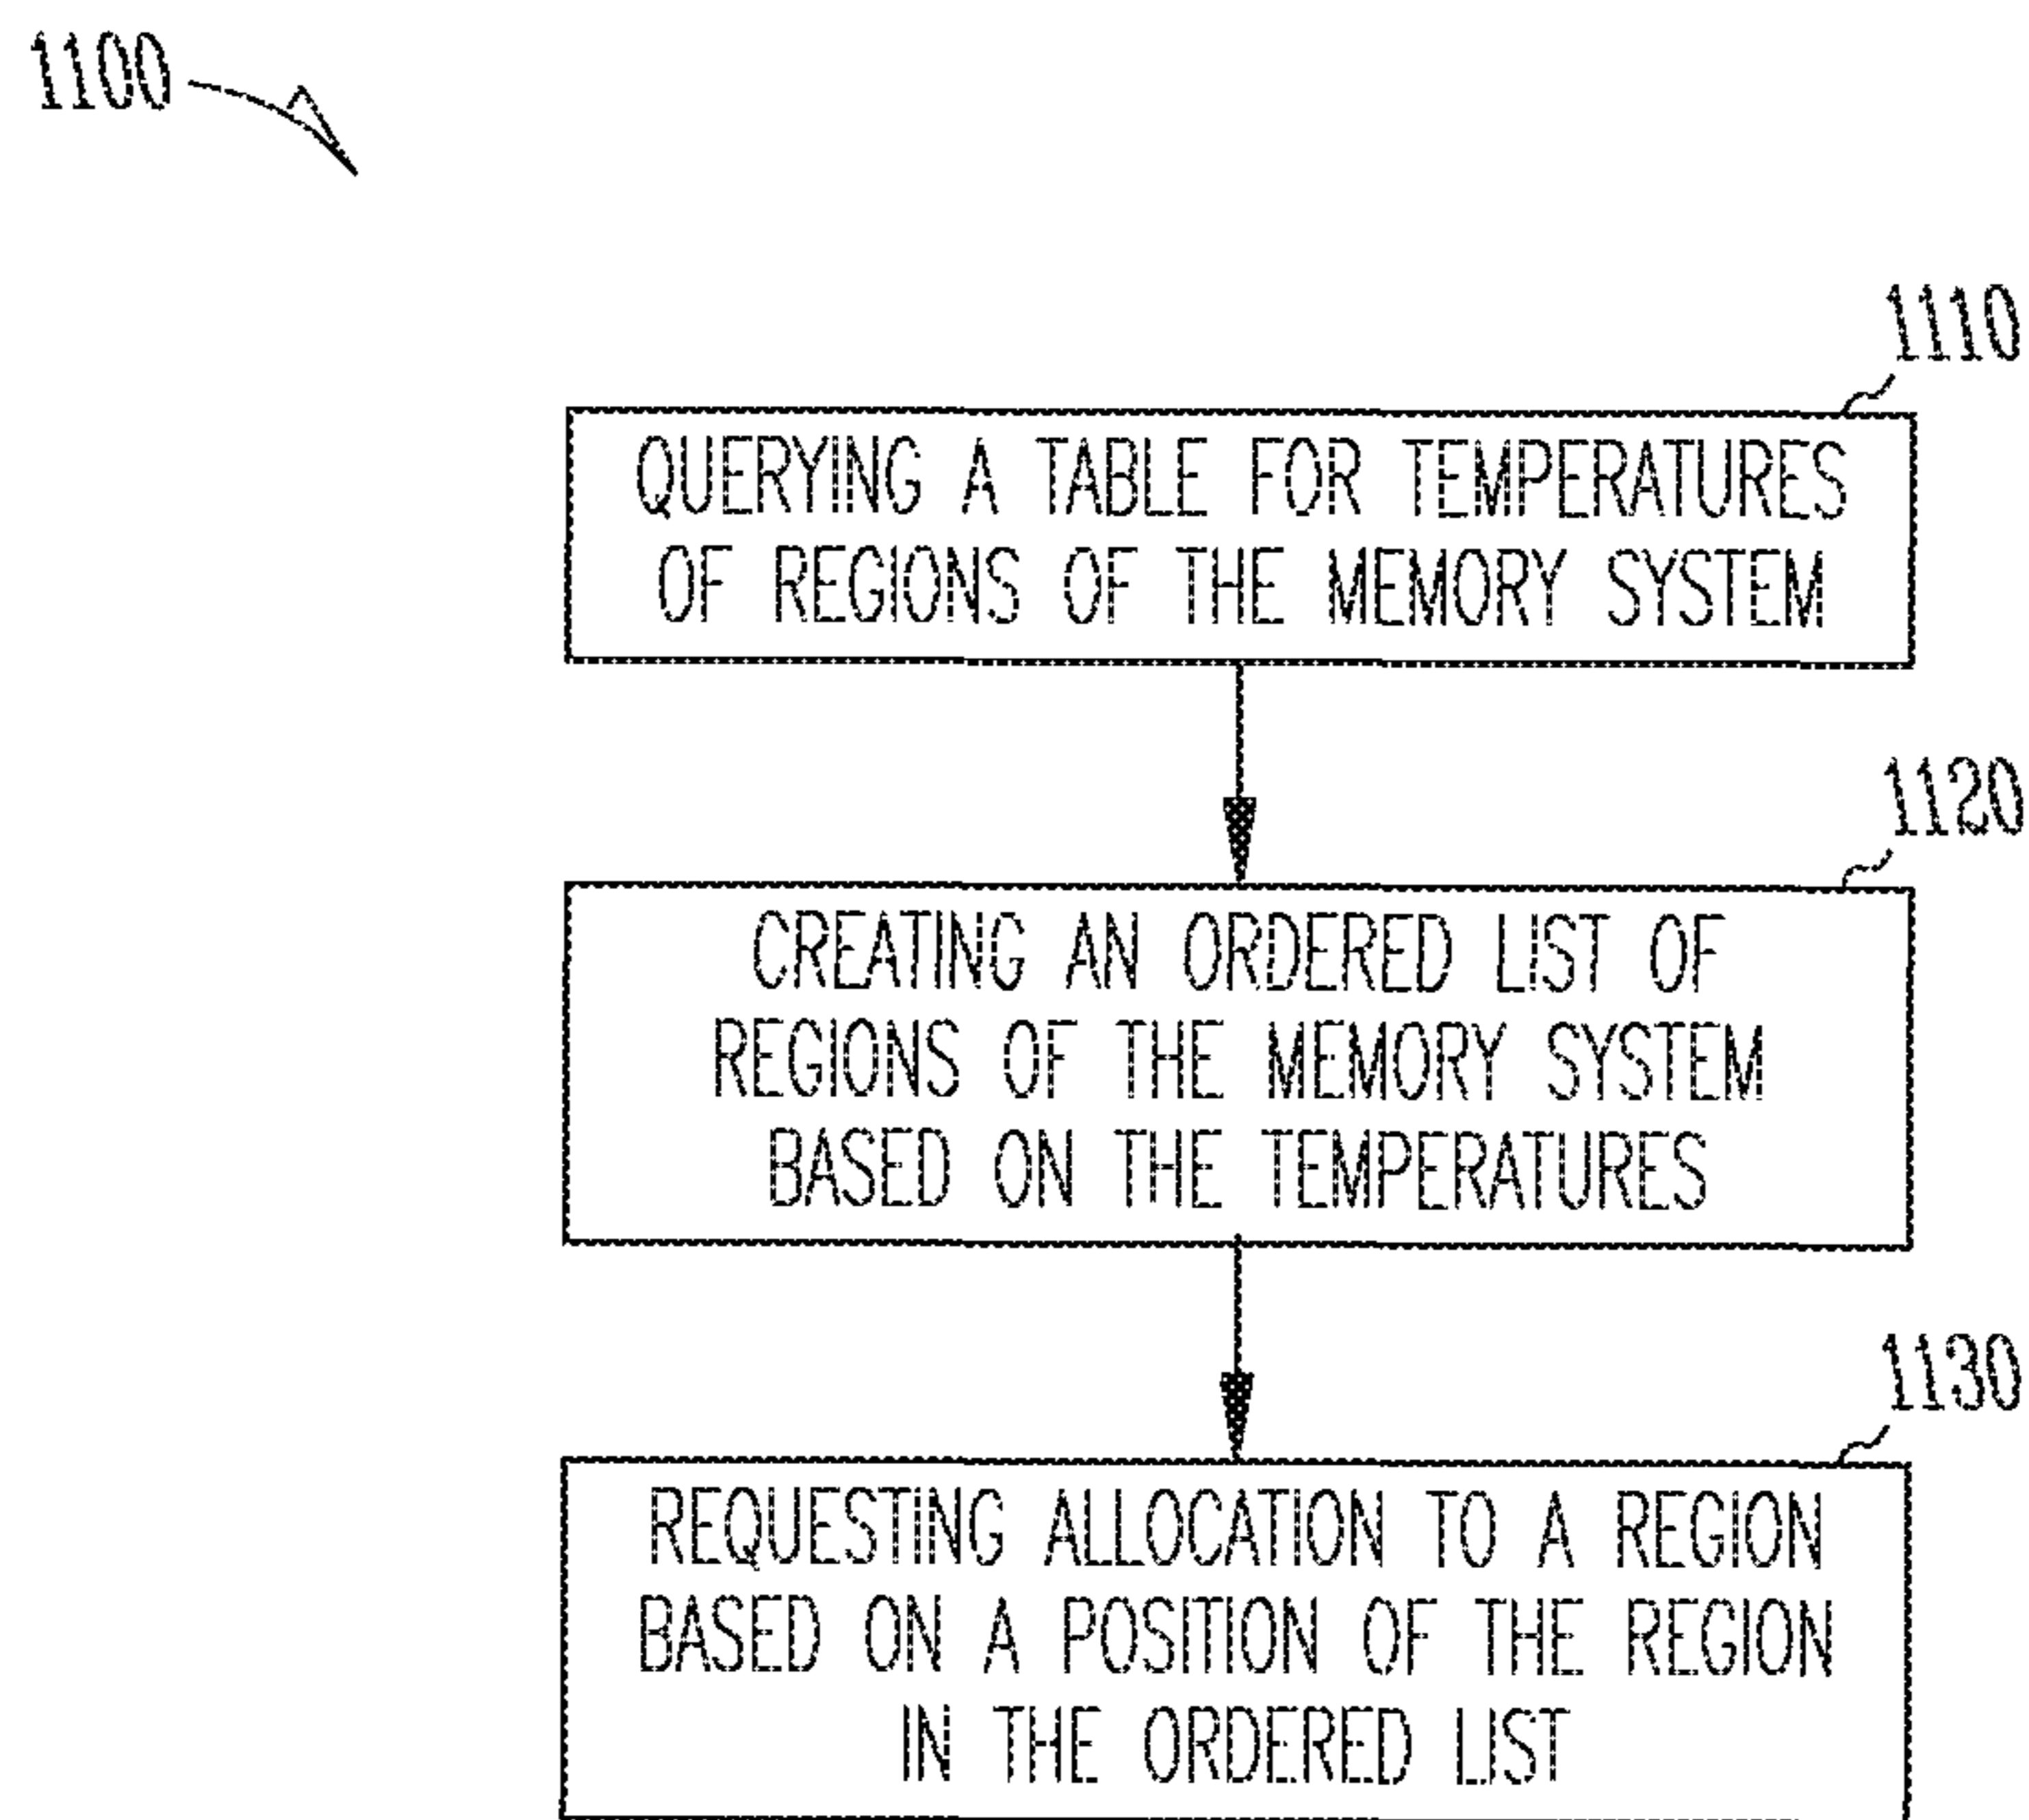 1100
1110
QUERYING A TABLE FOR TEMPERATURES
OF REGIONS OF THE MEMORY SYSTEM
1120
CREATING AN ORDERED LIST OF
REGIONS OF THE MEMORY SYSTEM
BASED ON THE TEMPERATURES
1130
REQUESTING ALLOCATION TO A REGION
BASED ON A POSITION OF THE REGION
IN THE ORDERED LIST